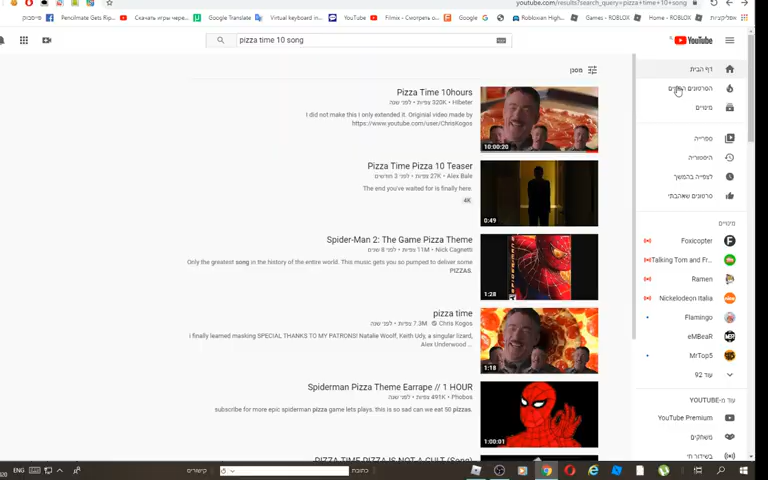 youtube.com/results?search_query=pizza+time+10+song
Pencilmate Gets Rip...
Скачать игры через...
Google Translate
Virtual keyboard in...
YouTube
Google
Games - ROBLOX
Home - ROBLOX
אפליקציות
פייסבוק
pizza time 10 song
YouTube
מסנן
Pizza Time 10hours
Hibeter • 320K צפיות • לפני שנה
I did not make this I only extended it. Original video made by
https://www.youtube.com/user/ChrisKogos
10:00:20
Pizza Time Pizza 10 Teaser
Alex Bale • 27K צפיות • לפני 3 חודשים
The end you've waited for is finally here.
4K
0:49
Spider-Man 2: The Game Pizza Theme
Nick Cagnetti • 11M צפיות • לפני 8 שנים
Only the greatest song in the history of the entire world. This music gets you so pumped to deliver some
PIZZAS.
1:28
pizza time
Chris Kogos • 7.3M צפיות • לפני שנה
I finally learned masking SPECIAL THANKS TO MY PATRONS! Natalie Woolf, Keith Udy, a singular lizard,
Alex Underwood ...
1:18
Spiderman Pizza Theme Earrape // 1 HOUR
Phobos • 491K צפיות • לפני שנה
subscribe for more epic spiderman pizza game lets plays. this is so sad can we eat 50 pizzas.
1:00:01
PIZZA TIME PIZZA IS NOT A CULT (Song)
דף הבית
הסרטונים
מינויים
ספרייה
היסטוריה
לצפייה בהמשך
סרטונים שאהבתי
מינויים
Foxicopter
Talking Tom and Fr...
Ramen
Nickelodeon Italia
Flamingo
eMBeaR
MrTop5
עוד 92
עוד מ-YOUTUBE
YouTube Premium
משחקים
בשידור חי
ENG
קישורים
כתובת